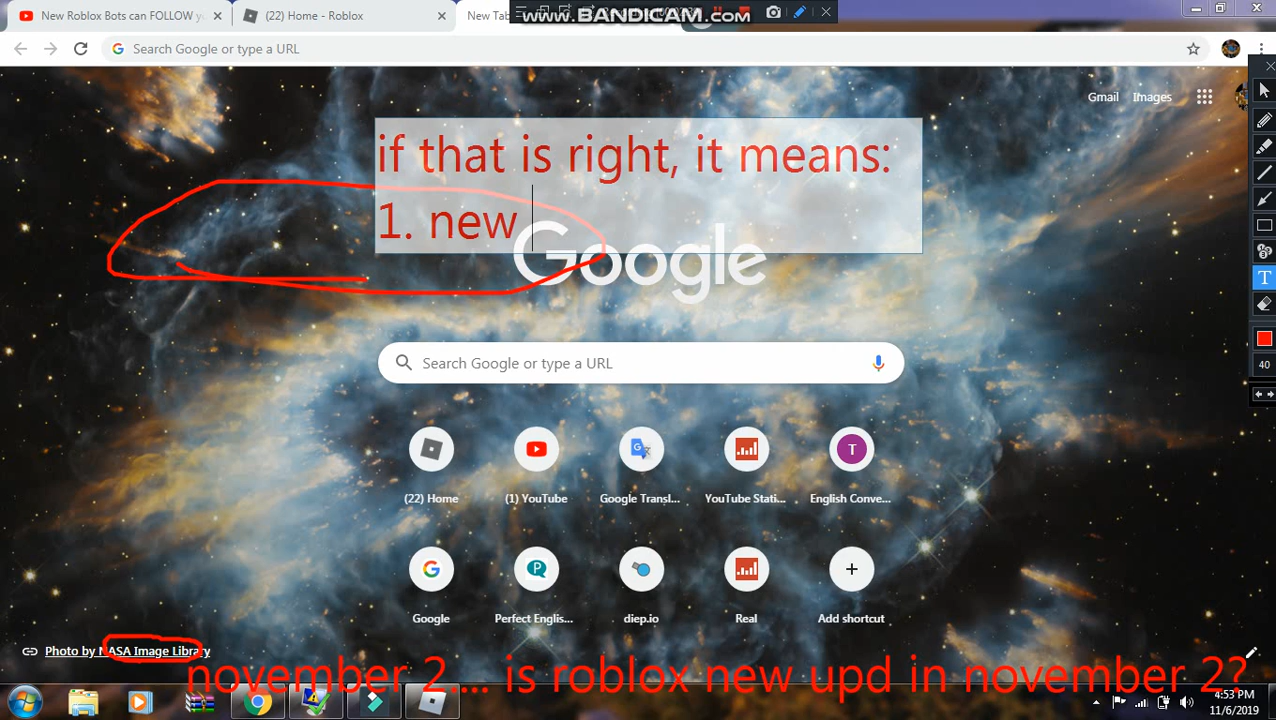 New Roblox Bots can FOLLOW
(22) Home - Roblox
New Tab
www.BANDICAM.com
Search Google or type a URL
Gmail
Images
if that is right, it means:
1. new
Google
Search Google or type a URL
(22) Home
(1) YouTube
Google Transl...
YouTube Stati...
English Conve...
Google
Perfect Englis...
diep.io
Real
Add shortcut
Photo by NASA Image Library
november 2.... is roblox new upd in november 2?
T
40
4:53 PM
11/6/2019